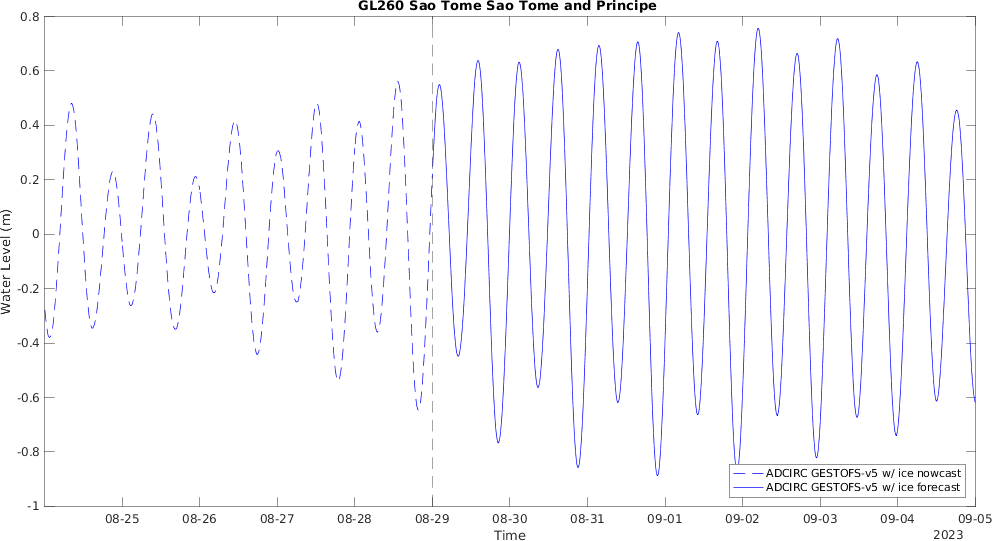 GL260 Sao Tome Sao Tome and Principe
Water Level (m)
0.8
0.6
0.4
0.2
0
-0.2
-0.4
-0.6
-0.8
-1
ADCIRC GESTOFS-v5 w/ ice nowcast
ADCIRC GESTOFS-v5 w/ ice forecast
08-25 08-26 08-27 08-28 08-29 08-30 08-31 09-01 09-02 09-03 09-04 09-05
Time
2023